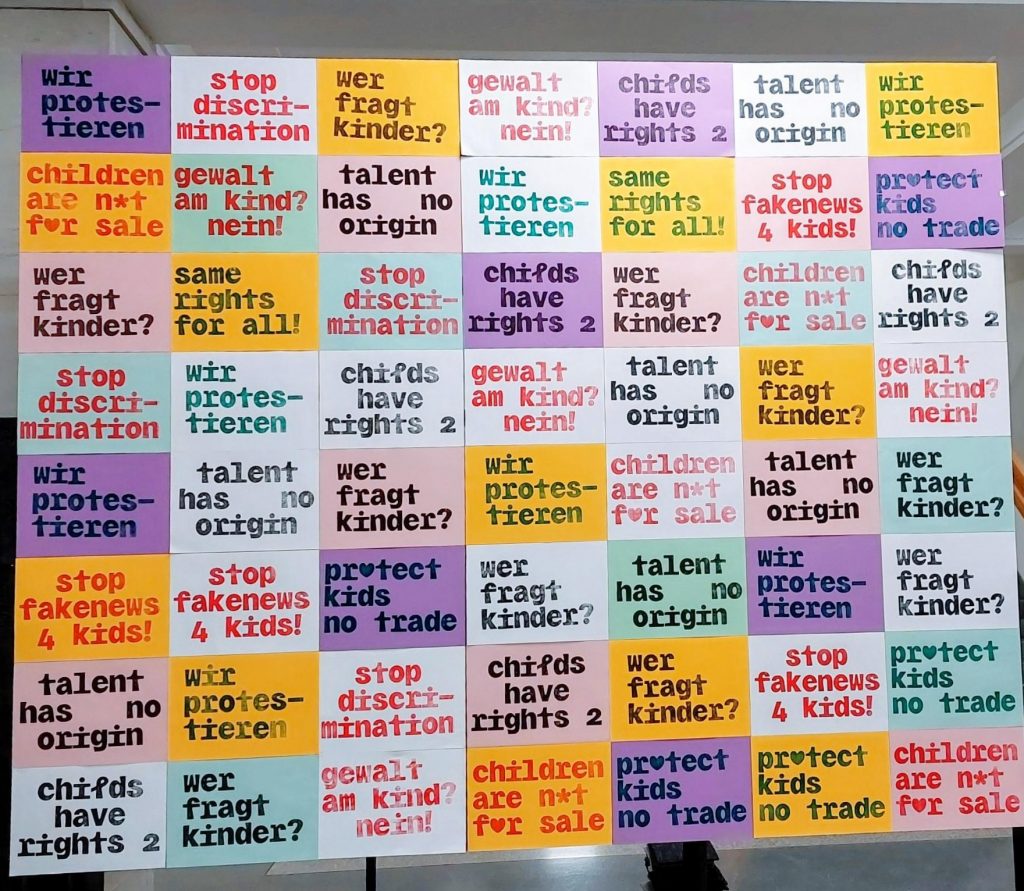 wir
protes-
tieren
stop
discri-
mination
wer
fragt
kinder?
gewalt
am kind?
nein!
childs
have
rights 2
talent
has no
origin
wir
protes-
tieren
children
are n*t
f♥r sale
gewalt
am kind?
nein!
talent
has no
origin
wir
protes-
tieren
same
rights
for all!
stop
fakenews
4 kids!
pr♥tect
kids
no trade
wer
fragt
kinder?
same
rights
for all!
stop
discri-
mination
childs
have
rights 2
wer
fragt
kinder?
children
are n*t
f♥r sale
childs
have
rights 2
stop
discri-
mination
wir
protes-
tieren
childs
have
rights 2
gewalt
am kind?
nein!
talent
has no
origin
wer
fragt
kinder?
gewalt
am kind?
nein!
wir
protes-
tieren
talent
has no
origin
wer
fragt
kinder?
wir
protes-
tieren
children
are n*t
f♥r sale
talent
has no
origin
wer
fragt
kinder?
stop
fakenews
4 kids!
stop
fakenews
4 kids!
pr♥tect
kids
no trade
wer
fragt
kinder?
talent
has no
origin
wir
protes-
tieren
wer
fragt
kinder?
talent
has no
origin
wir
protes-
tieren
stop
discri-
mination
childs
have
rights 2
wer
fragt
kinder?
stop
fakenews
4 kids!
pr♥tect
kids
no trade
childs
have
rights 2
wer
fragt
kinder?
gewalt
am kind?
nein!
children
are n*t
f♥r sale
pr♥tect
kids
no trade
pr♥tect
kids
no trade
children
are n*t
f♥r sale